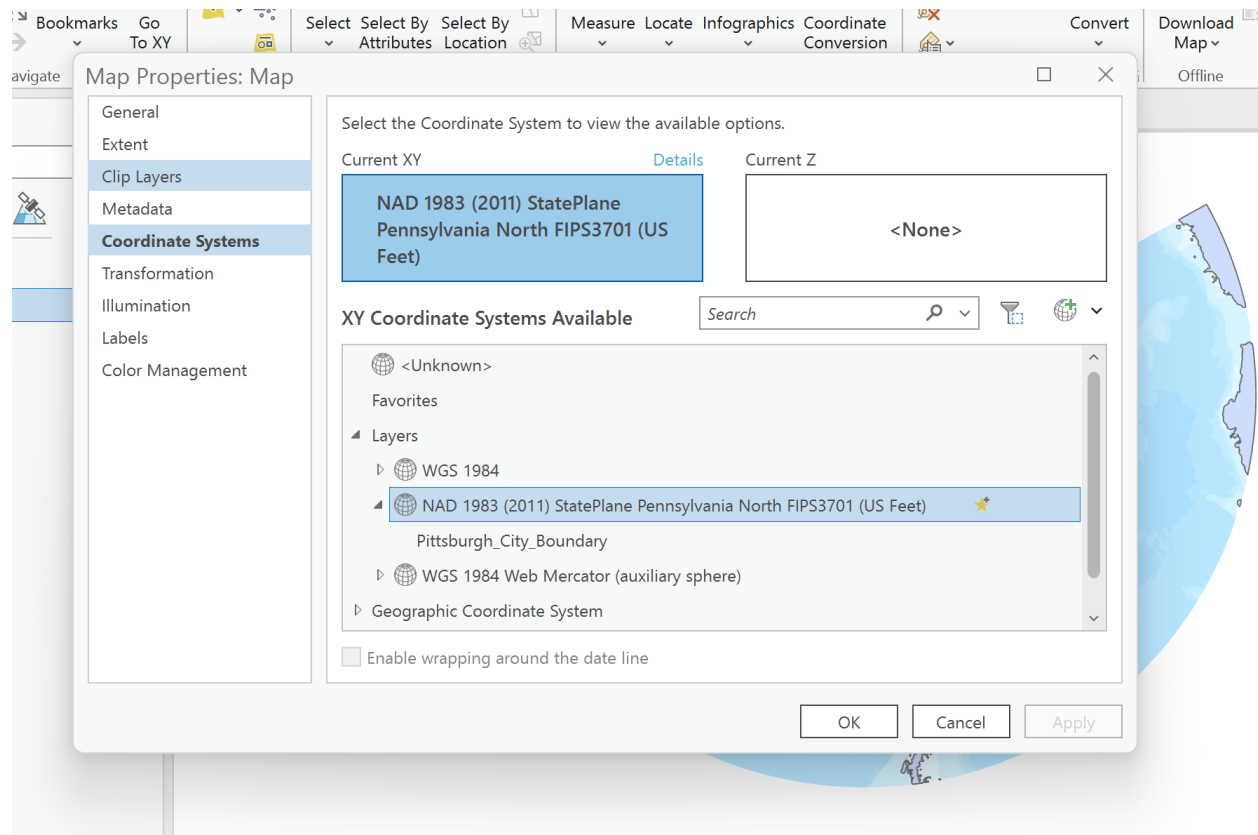 Bookmarks Go To XY
Select Select By Attributes Select By Location
Measure Locate Infographics Coordinate Conversion
Convert
Download Map
avigate
Offline
Map Properties: Map
General
Extent
Clip Layers
Metadata
Coordinate Systems
Transformation
Illumination
Labels
Color Management
Select the Coordinate System to view the available options.
Current XY Details Current Z
NAD 1983 (2011) StatePlane
Pennsylvania North FIPS3701 (US
Feet)
<None>
XY Coordinate Systems Available
Search
<Unknown>
Favorites
Layers
WGS 1984
NAD 1983 (2011) StatePlane Pennsylvania North FIPS3701 (US Feet)
Pittsburgh_City_Boundary
WGS 1984 Web Mercator (auxiliary sphere)
Geographic Coordinate System
Enable wrapping around the date line
OK Cancel Apply